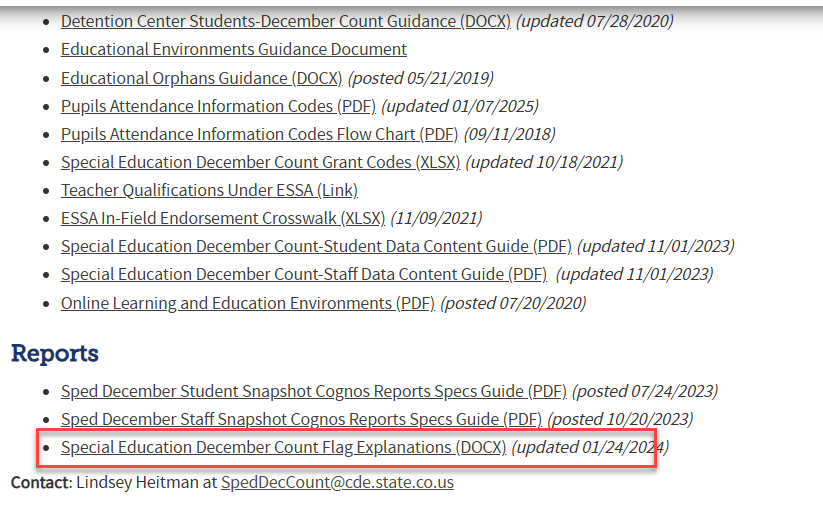 Detention Center Students-December Count Guidance (DOCX) (updated 07/28/2020)
Educational Environments Guidance Document
Educational Orphans Guidance (DOCX) (posted 05/21/2019)
Pupils Attendance Information Codes (PDF) (updated 01/07/2025)
Pupils Attendance Information Codes Flow Chart (PDF) (09/11/2018)
Special Education December Count Grant Codes (XLSX) (updated 10/18/2021)
Teacher Qualifications Under ESSA (Link)
ESSA In-Field Endorsement Crosswalk (XLSX) (11/09/2021)
Special Education December Count-Student Data Content Guide (PDF) (updated 11/01/2023)
Special Education December Count-Staff Data Content Guide (PDF) (updated 11/01/2023)
Online Learning and Education Environments (PDF) (posted 07/20/2020)
Reports
Sped December Student Snapshot Cognos Reports Specs Guide (PDF) (posted 07/24/2023)
Sped December Staff Snapshot Cognos Reports Specs Guide (PDF) (posted 10/20/2023)
Special Education December Count Flag Explanations (DOCX) (updated 01/24/2024)
Contact: Lindsey Heitman at SpedDecCount@cde.state.co.us